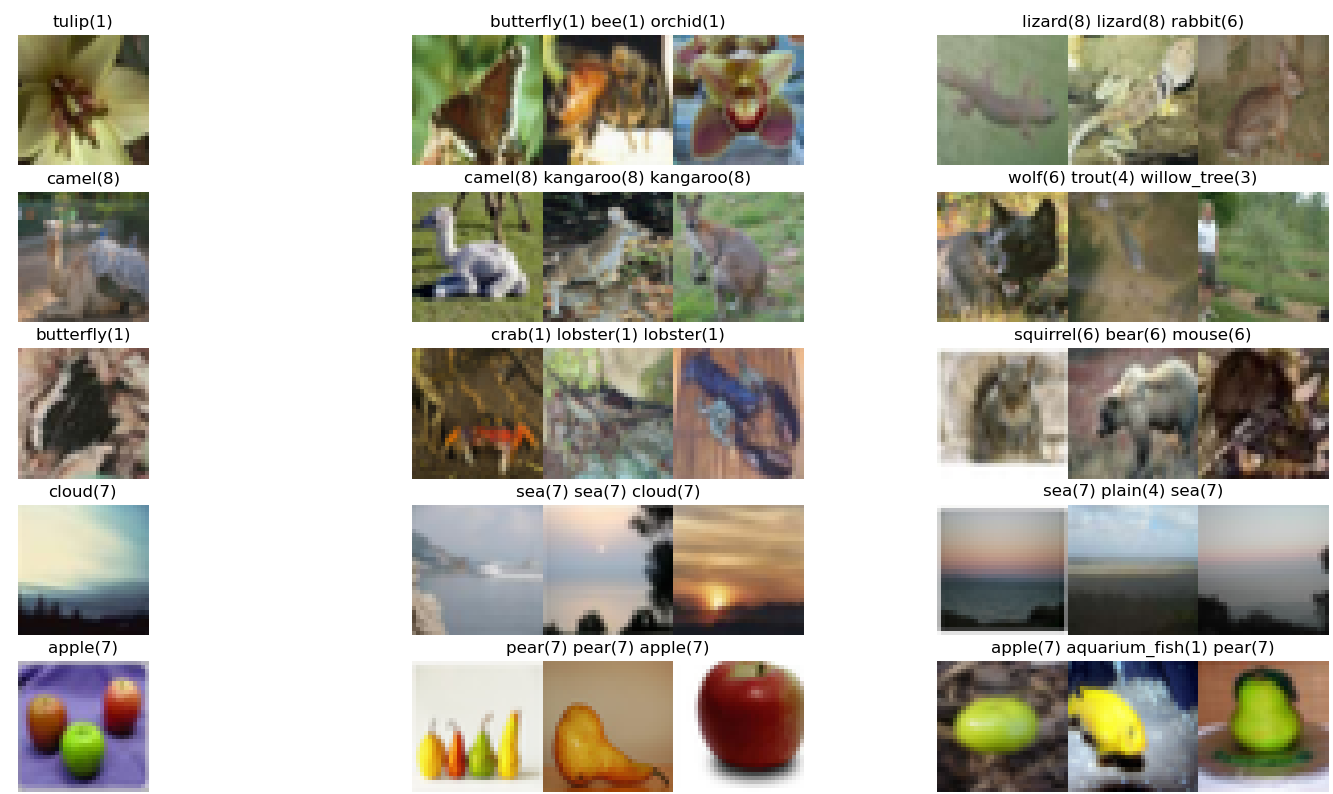 tulip(1)
butterfly(1) bee(1) orchid(1)
lizard(8) lizard(8) rabbit(6)
camel(8)
camel(8) kangaroo(8) kangaroo(8)
wolf(6) trout(4) willow_tree(3)
butterfly(1)
crab(1) lobster(1) lobster(1)
squirrel(6) bear(6) mouse(6)
cloud(7)
sea(7) sea(7) cloud(7)
sea(7) plain(4) sea(7)
apple(7)
pear(7) pear(7) apple(7)
apple(7) aquarium_fish(1) pear(7)